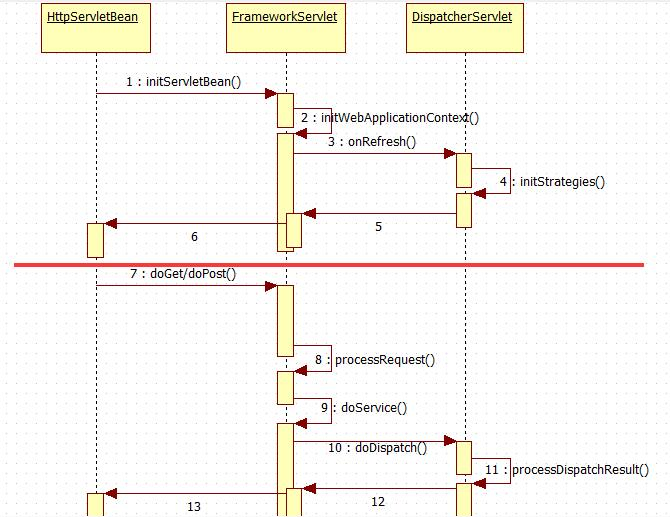 HttpServletBean
FrameworkServlet
DispatcherServlet
1 : initServletBean()
2 : initWebApplicationContext()
3 : onRefresh()
4 : initStrategies()
5
6
7 : doGet/doPost()
8 : processRequest()
9 : doService()
10 : doDispatch()
11 : processDispatchResult()
12
13